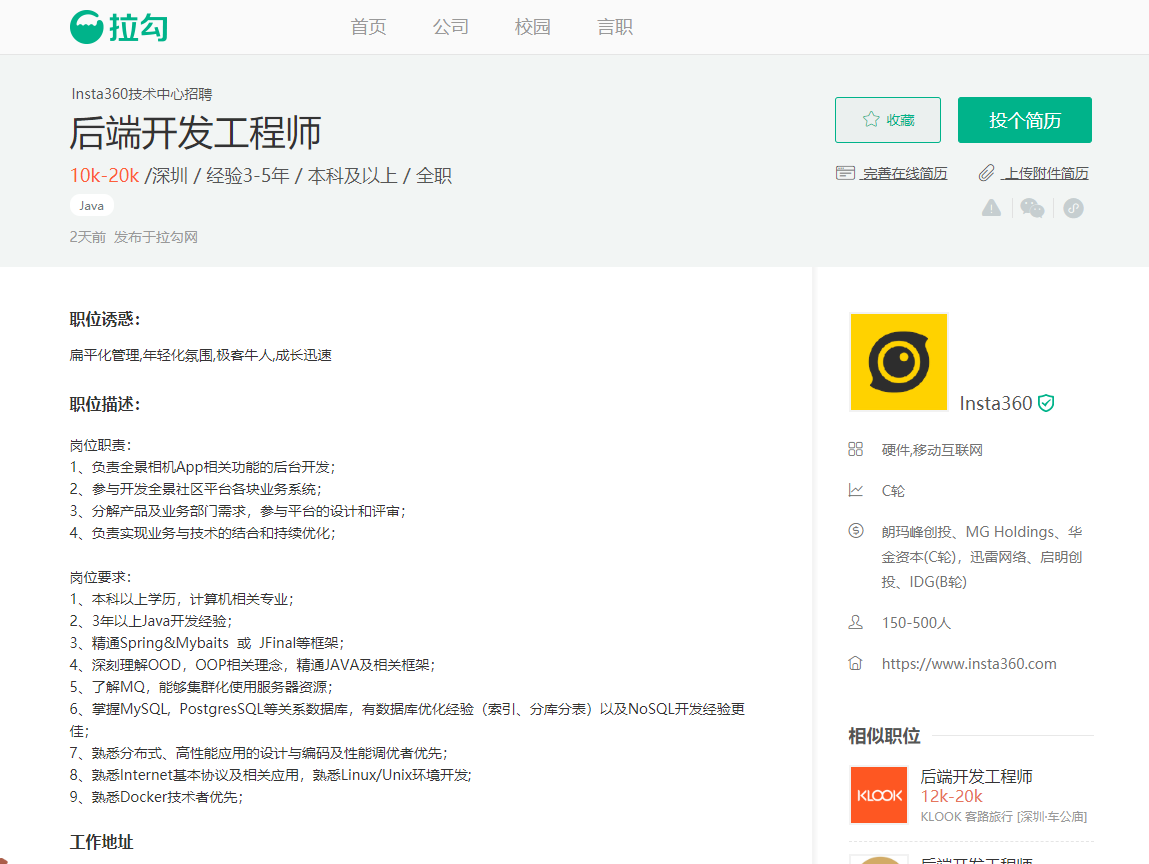 拉勾
首页 公司 校园 言职
Insta360技术中心招聘
后端开发工程师
10k-20k /深圳 / 经验3-5年 / 本科及以上 / 全职
Java
2天前 发布于拉勾网
收藏
投个简历
完善在线简历
上传附件简历
职位诱惑：
扁平化管理,年轻化氛围,极客牛人,成长迅速
职位描述：
岗位职责：
1、负责全景相机App相关功能的后台开发；
2、参与开发全景社区平台各块业务系统；
3、分解产品及业务部门需求，参与平台的设计和评审；
4、负责实现业务与技术的结合和持续优化；
岗位要求：
1、本科以上学历，计算机相关专业；
2、3年以上Java开发经验；
3、精通Spring&Mybaits 或 JFinal等框架；
4、深刻理解OOD，OOP相关理念，精通JAVA及相关框架；
5、了解MQ，能够集群化使用服务器资源；
6、掌握MySQL，PostgresSQL等关系数据库，有数据库优化经验（索引、分库分表）以及NoSQL开发经验更
佳；
7、熟悉分布式、高性能应用的设计与编码及性能调优者优先；
8、熟悉Internet基本协议及相关应用，熟悉Linux/Unix环境开发;
9、熟悉Docker技术者优先；
工作地址
Insta360
硬件,移动互联网
C轮
朗玛峰创投、MG Holdings、华
金资本(C轮)，迅雷网络、启明创
投、IDG(B轮)
150-500人
https://www.insta360.com
相似职位
KLOOK
后端开发工程师
12k-20k
KLOOK 客路旅行 [深圳·车公庙]
后端开发工程师